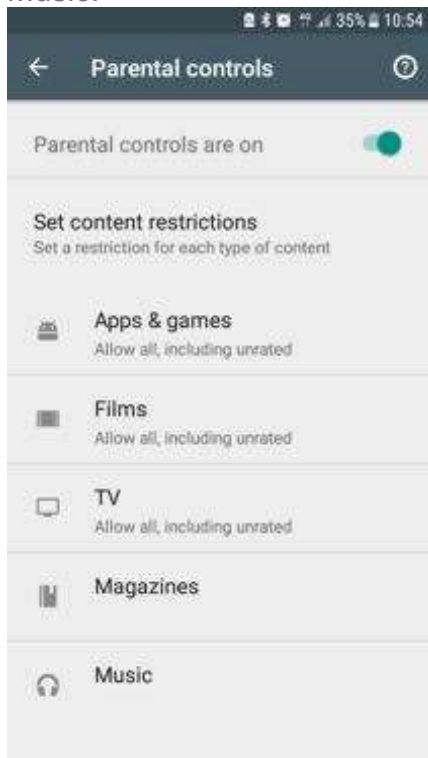 35% 10:54
Parental controls
Parental controls are on
Set content restrictions
Set a restriction for each type of content
Apps & games
Allow all, including unrated
Films
Allow all, including unrated
TV
Allow all, including unrated
Magazines
Music